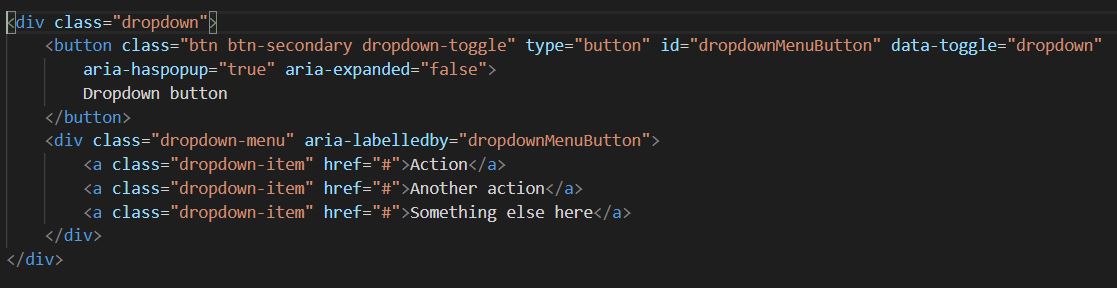 <div class="dropdown">
    <button class="btn btn-secondary dropdown-toggle" type="button" id="dropdownMenuButton" data-toggle="dropdown"
        aria-haspopup="true" aria-expanded="false">
        Dropdown button
    </button>
    <div class="dropdown-menu" aria-labelledby="dropdownMenuButton">
        <a class="dropdown-item" href="#">Action</a>
        <a class="dropdown-item" href="#">Another action</a>
        <a class="dropdown-item" href="#">Something else here</a>
    </div>
</div>